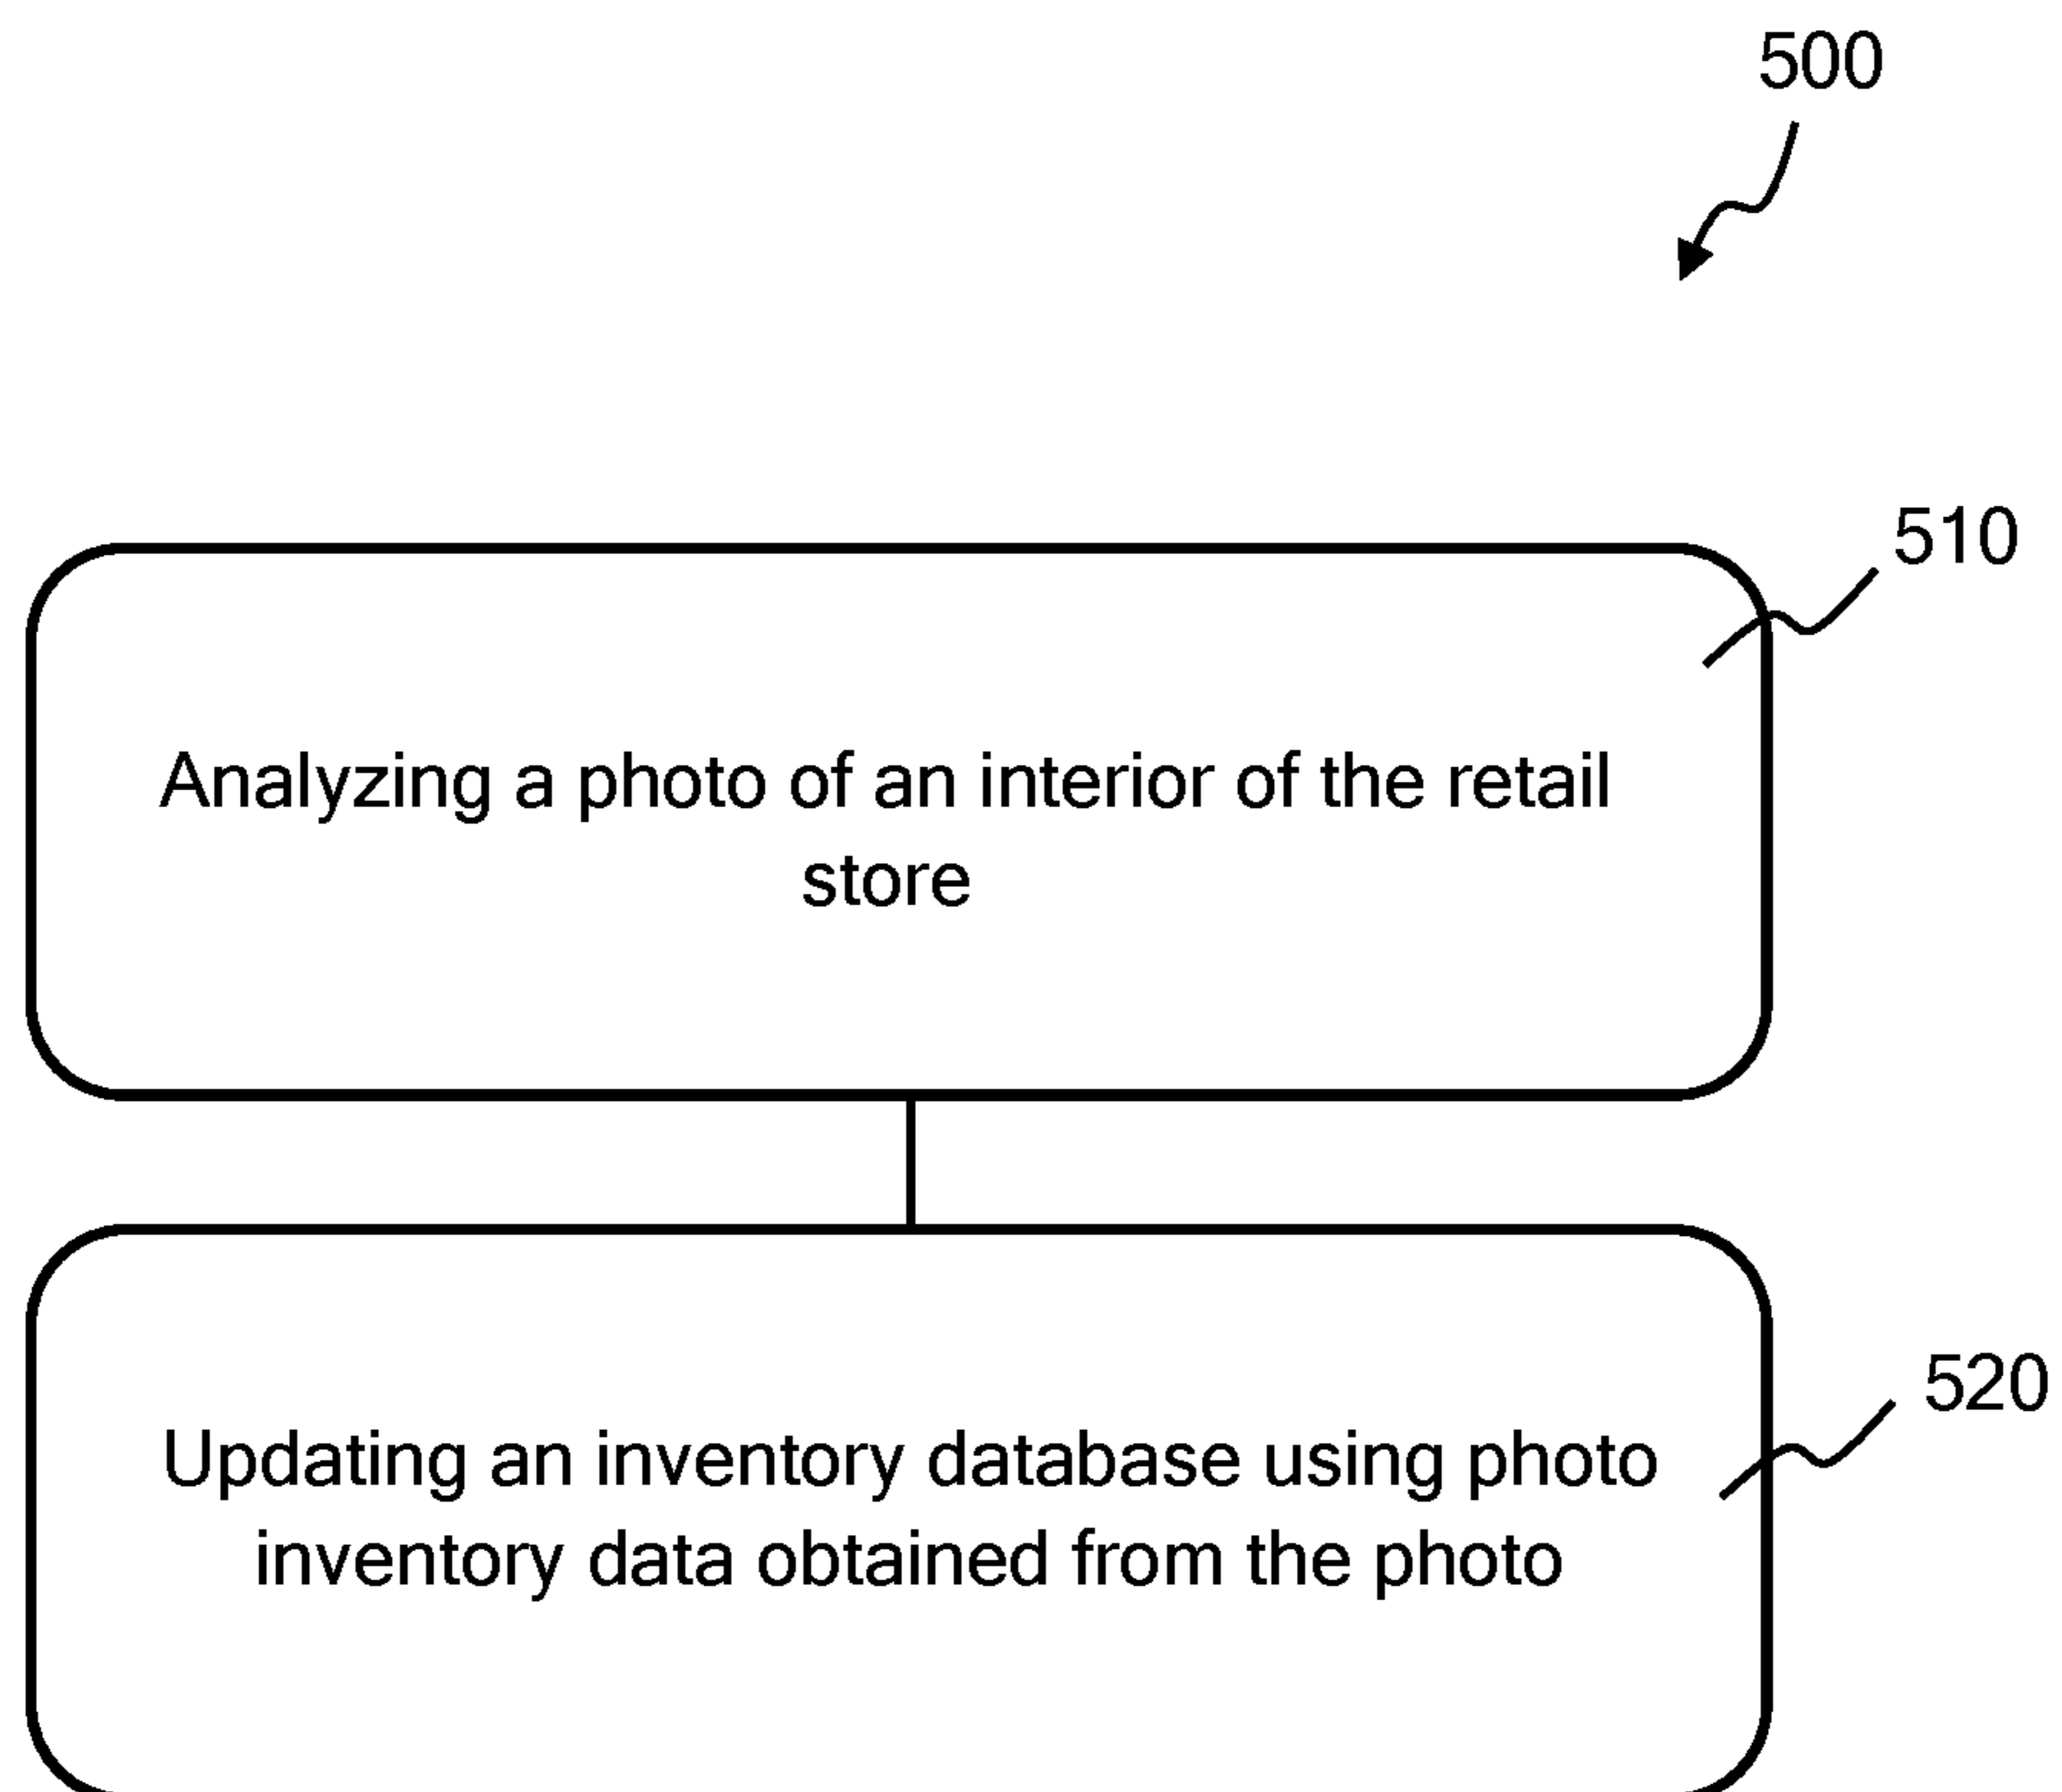 500
510
Analyzing a photo of an interior of the retail
store
520
Updating an inventory database using photo
inventory data obtained from the photo